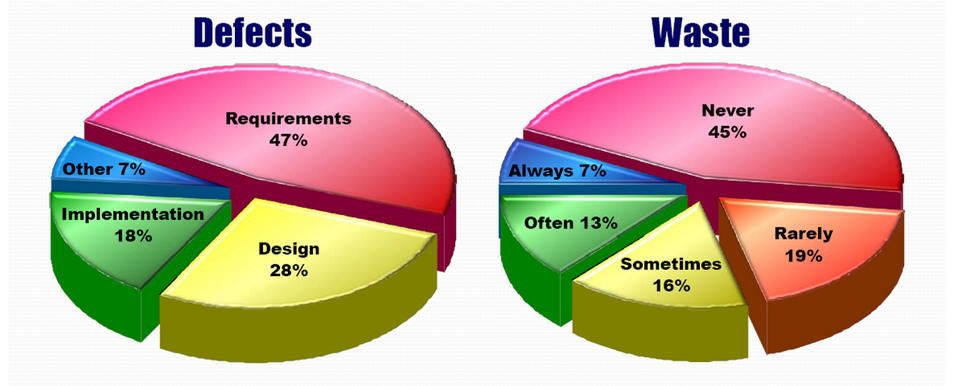 Defects
Requirements
47%
Other 7%
Implementation
18%
Design
28%
Waste
Never
45%
Always 7%
Often 13%
Rarely
19%
Sometimes
16%